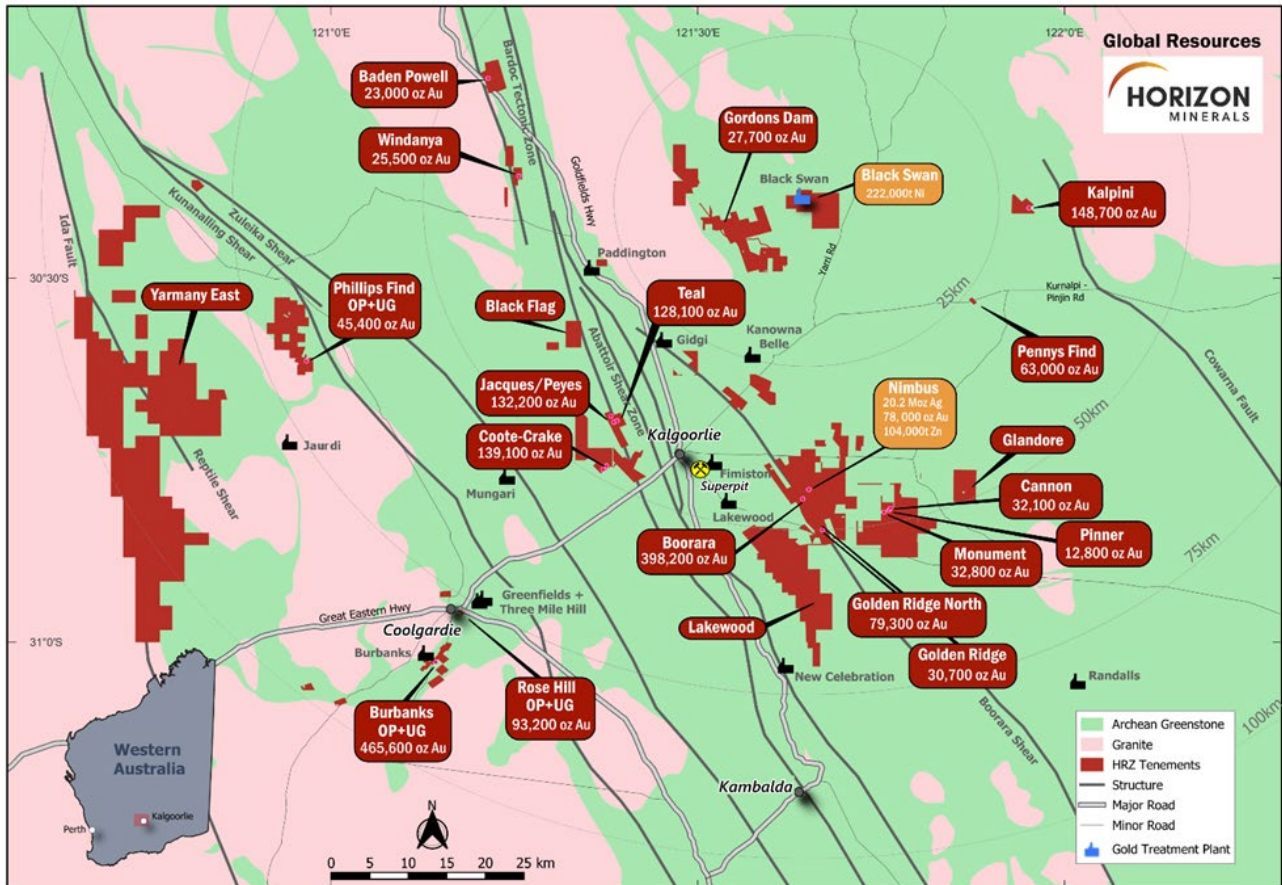 121°0'E
121°30'E
122°0'E
Global Resources
HORIZON
MINERALS
Baden Powell
23,000 oz Au
Bardoc Tectonic Zone
Windanya
25,500 oz Au
Goldfields Hwy
Gordons Dam
27,700 oz Au
Black Swan
Black Swan
222,000t Ni
Kalpini
148,700 oz Au
Ida Fault
Kunanalling Shear
Zuleika Shear
Paddington
Yarri Rd
30°30'S
25km
Kurnalpi -
Pinjin Rd
Yarmany East
Phillips Find
OP+UG
45,400 oz Au
Black Flag
Teal
128,100 oz Au
Abattoir Shear Zone
Gidgi
Kanowna
Belle
Pennys Find
63,000 oz Au
Cowarna Fault
Jacques/Peyes
132,200 oz Au
Nimbus
20.2 Moz Ag
78,000 oz Au
104,000t Zn
50km
Coote-Crake
139,100 oz Au
Kalgoorlie
Glandore
Jaurdi
Reptile Shear
Mungari
Fimiston
Superpit
Lakewood
Cannon
32,100 oz Au
Boorara
398,200 oz Au
Pinner
12,800 oz Au
Monument
32,800 oz Au
75km
Greenfields +
Three Mile Hill
Great Eastern Hwy
Golden Ridge North
79,300 oz Au
Lakewood
Coolgardie
31°0'S
Burbanks
Golden Ridge
30,700 oz Au
New Celebration
Randalls
Rose Hill
OP+UG
93,200 oz Au
Burbanks
OP+UG
465,600 oz Au
Boorara Shear
100km
Western
Australia
Kalgoorlie
Perth
Kambalda
N
0 5 10 15 20 25 km
Archean Greenstone
Granite
HRZ Tenements
Structure
Major Road
Minor Road
Gold Treatment Plant